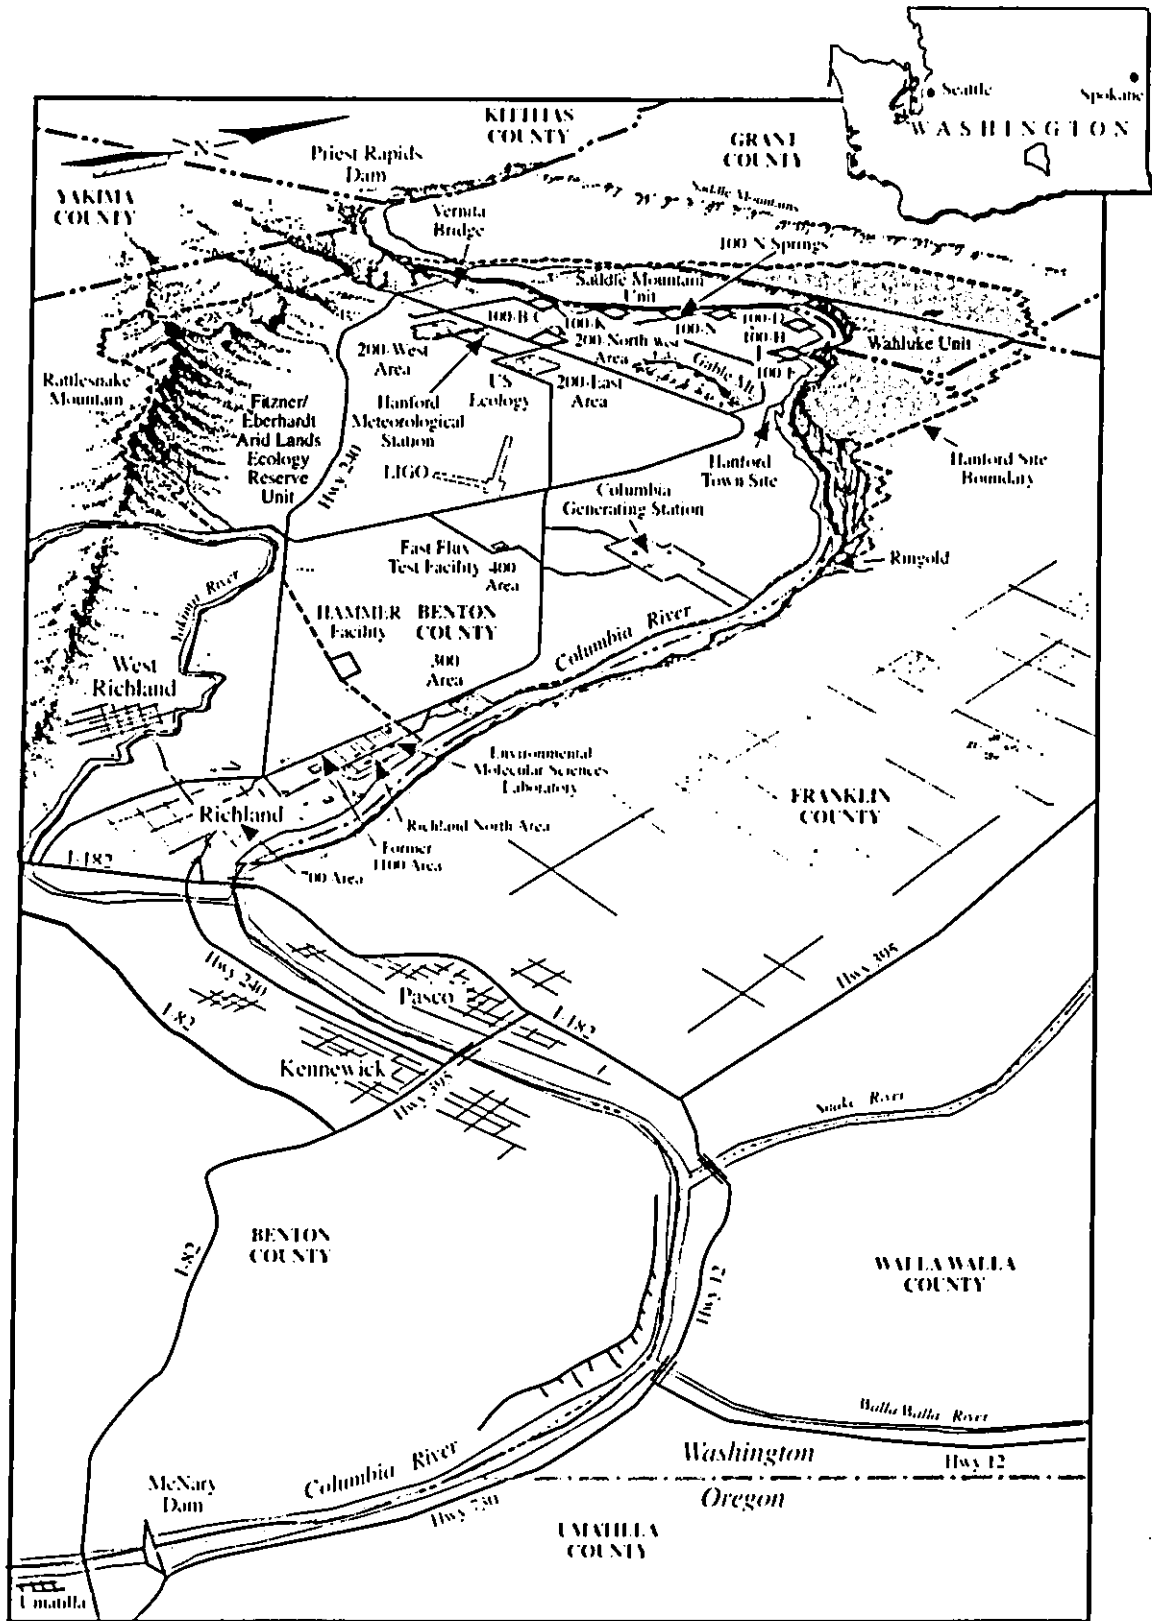 Seattle
Spokane
WASHINGTON
KITTITAS
COUNTY
GRANT
COUNTY
N
Priest Rapids
Dam
YAKIMA
COUNTY
Saddle Mountains
Vernita
Bridge
100-N Springs
Saddle Mountain
Unit
100-B/C
100-K
100-N
100-D
100-H
100-F
200-West
Area
200-North
Area
West
Gable Mt.
Wahluke Unit
Rattlesnake
Mountain
US
Ecology
200-East
Area
Fitzner/
Eberhardt
Arid Lands
Ecology
Reserve
Unit
Hanford
Meteorological
Station
Hwy 240
LIGO
Hanford
Town Site
Hanford Site
Boundary
Columbia
Generating Station
Fast Flux
Test Facility
400
Area
Ringold
Yakima River
HAMMER
Facility
BENTON
COUNTY
Columbia River
300
Area
West
Richland
Environmental
Molecular Sciences
Laboratory
Richland
Richland North Area
Former
1100 Area
700 Area
FRANKLIN
COUNTY
I-182
Hwy 240
Pasco
Hwy 395
I-82
I-182
Kennewick
Hwy 395
Snake River
BENTON
COUNTY
I-82
Hwy 12
WALLA WALLA
COUNTY
Walla Walla River
Columbia River
Washington
Hwy 12
McNary
Dam
Oregon
Hwy 730
UMATILLA
COUNTY
Umatilla